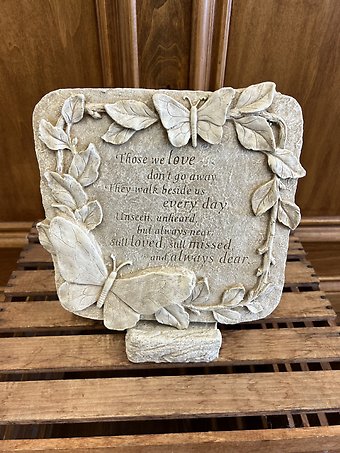 Those we love
don't go away.
They walk beside us
every day.
Unseen, unheard,
but always near,
still loved, still missed,
and always dear.